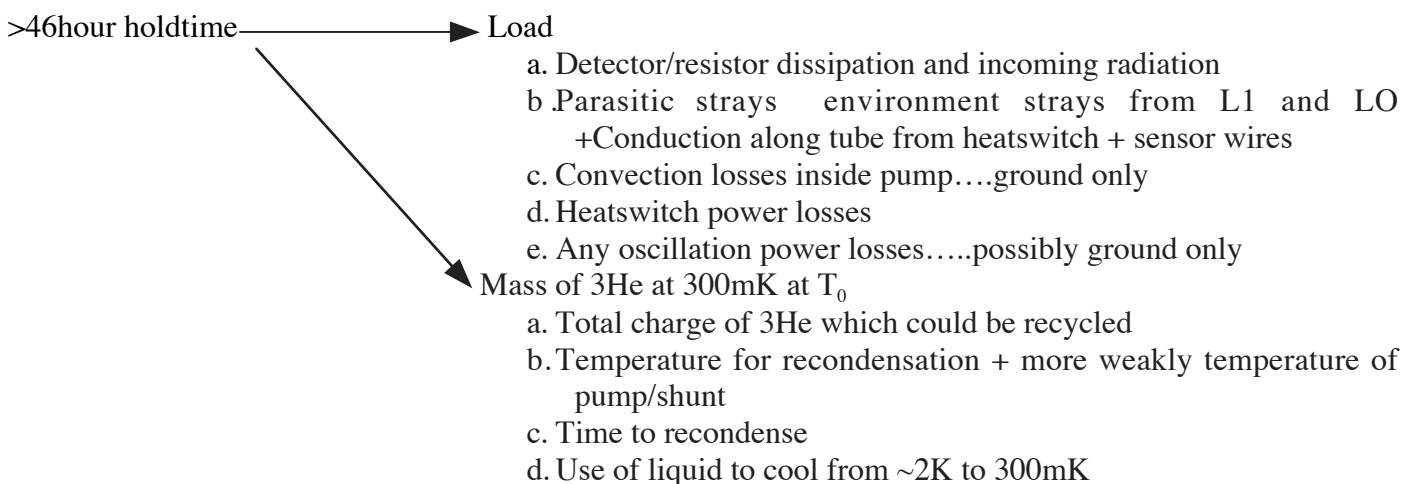 >46hour holdtime
Load
a. Detector/resistor dissipation and incoming radiation
b .Parasitic strays environment strays from L1 and LO
+Conduction along tube from heatswitch + sensor wires
c. Convection losses inside pump....ground only
d. Heatswitch power losses
e. Any oscillation power losses.....possibly ground only
Mass of 3He at 300mK at T₀
a. Total charge of 3He which could be recycled
b. Temperature for recondensation + more weakly temperature of
pump/shunt
c. Time to recondense
d. Use of liquid to cool from ~2K to 300mK